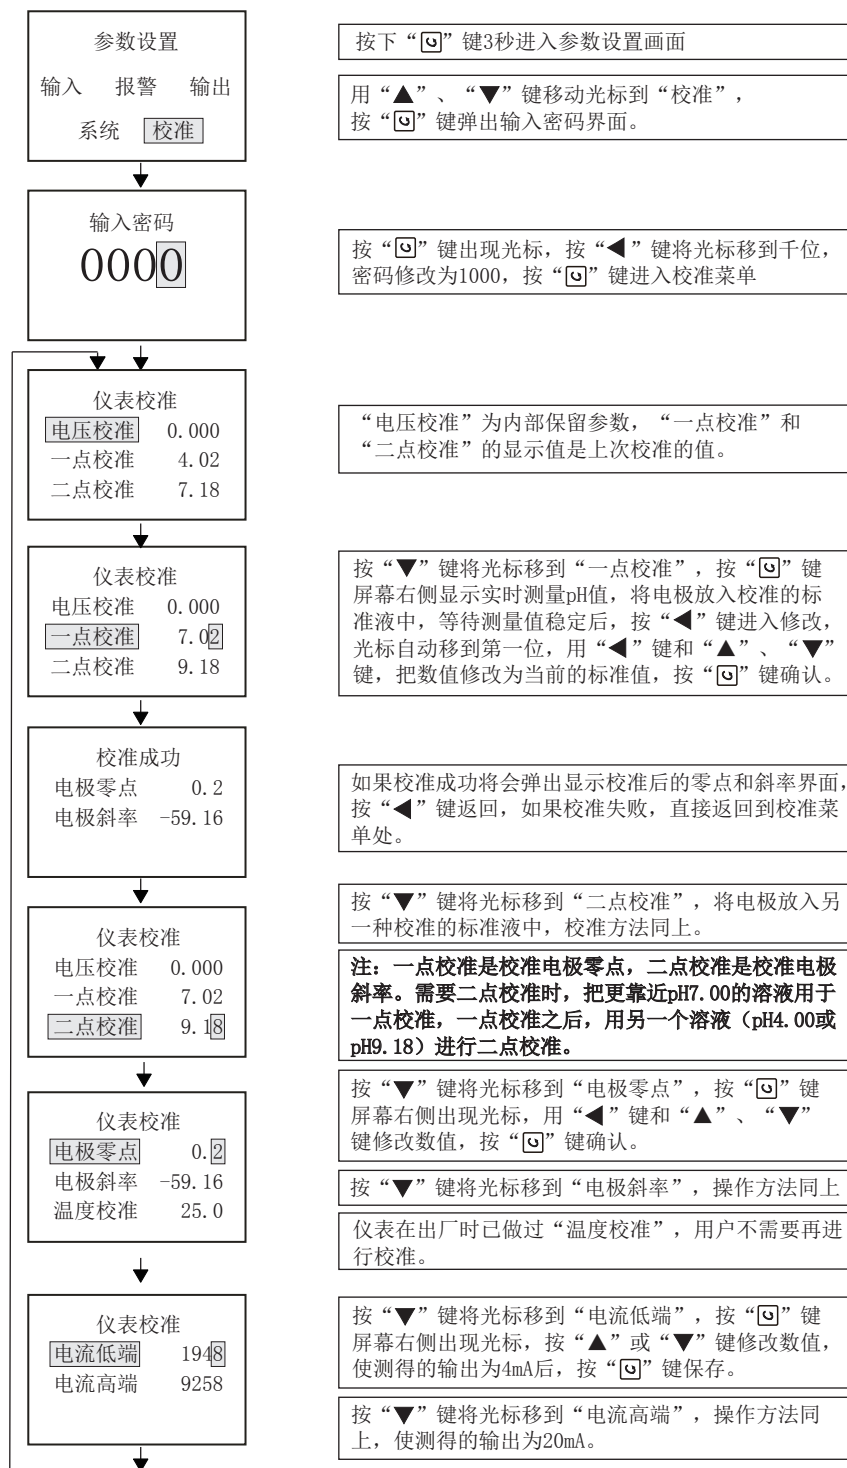 参数设置
输入 报警 输出
系统 校准
按下“ ”键3秒进入参数设置画面
用“▲”、“▼”键移动光标到“校准”，
按“ ”键弹出输入密码界面。
输入密码
0000
按“ ”键出现光标，按“◀”键将光标移到千位，
密码修改为1000，按“ ”键进入校准菜单
仪表校准
电压校准 0.000
一点校准 4.02
二点校准 7.18
“电压校准”为内部保留参数，“一点校准”和
“二点校准”的显示值是上次校准的值。
仪表校准
电压校准 0.000
一点校准 7.02
二点校准 9.18
按“▼”键将光标移到“一点校准”，按“ ”键
屏幕右侧显示实时测量pH值，将电极放入校准的标
准液中，等待测量值稳定后，按“◀”键进入修改，
光标自动移到第一位，用“◀”键和“▲”、“▼”
键，把数值修改为当前的标准值，按“ ”键确认。
校准成功
电极零点 0.2
电极斜率 -59.16
如果校准成功将会弹出显示校准后的零点和斜率界面，
按“◀”键返回，如果校准失败，直接返回到校准菜
单处。
仪表校准
电压校准 0.000
一点校准 7.02
二点校准 9.18
按“▼”键将光标移到“二点校准”，将电极放入另
一种校准的标准液中，校准方法同上。
注：一点校准是校准电极零点，二点校准是校准电极
斜率。需要二点校准时，把更靠近pH7.00的溶液用于
一点校准，一点校准之后，用另一个溶液（pH4.00或
pH9.18）进行二点校准。
仪表校准
电极零点 0.2
电极斜率 -59.16
温度校准 25.0
按“▼”键将光标移到“电极零点”，按“ ”键
屏幕右侧出现光标，用“◀”键和“▲”、“▼”
键修改数值，按“ ”键确认。
按“▼”键将光标移到“电极斜率”，操作方法同上
仪表在出厂时已做过“温度校准”，用户不需要再进
行校准。
仪表校准
电流低端 1948
电流高端 9258
按“▼”键将光标移到“电流低端”，按“ ”键
屏幕右侧出现光标，按“▲”或“▼”键修改数值，
使测得的输出为4mA后，按“ ”键保存。
按“▼”键将光标移到“电流高端”，操作方法同
上，使测得的输出为20mA。